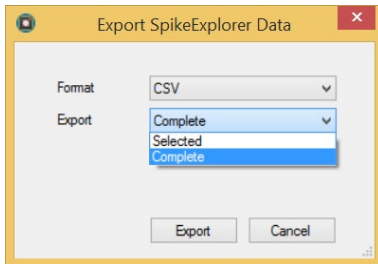 Export SpikeExplorer Data
Format CSV
Export Complete
Selected
Complete
Export Cancel